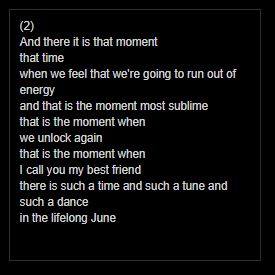 (2)
And there it is that moment
that time
when we feel that we're going to run out of
energy
and that is the moment most sublime
that is the moment when
we unlock again
that is the moment when
I call you my best friend
there is such a time and such a tune and
such a dance
in the lifelong June